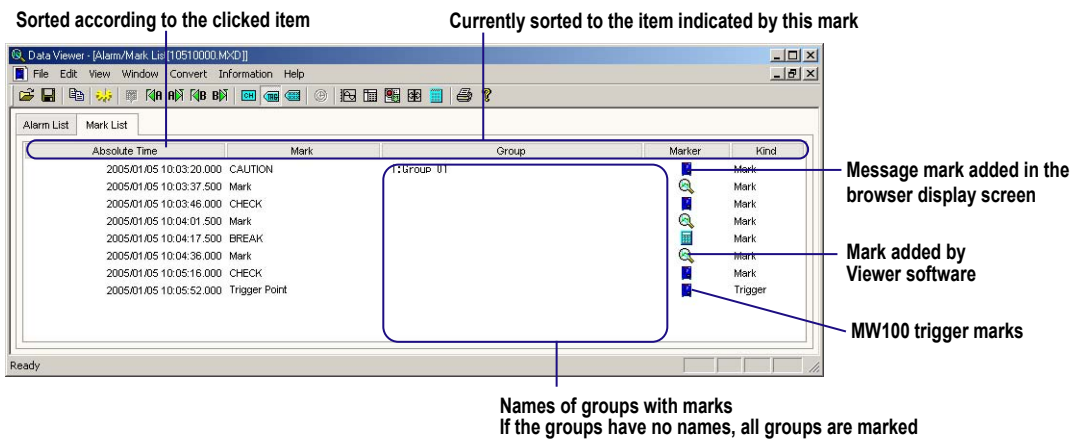 Sorted according to the clicked item
Currently sorted to the item indicated by this mark
Data Viewer - [Alarm/Mark List[10510000.MXD]]
File Edit View Window Convert Information Help
Alarm List Mark List
Absolute Time Mark Group Marker Kind
2005/01/05 10:03:20.000 CAUTION 1:Group 01 Mark
2005/01/05 10:03:37.500 Mark Mark
2005/01/05 10:03:46.000 CHECK Mark
2005/01/05 10:04:01.500 Mark Mark
2005/01/05 10:04:17.500 BREAK Mark
2005/01/05 10:04:36.000 Mark Mark
2005/01/05 10:05:16.000 CHECK Mark
2005/01/05 10:05:52.000 Trigger Point Trigger
Ready
Message mark added in the
browser display screen
Mark added by
Viewer software
MW100 trigger marks
Names of groups with marks
If the groups have no names, all groups are marked